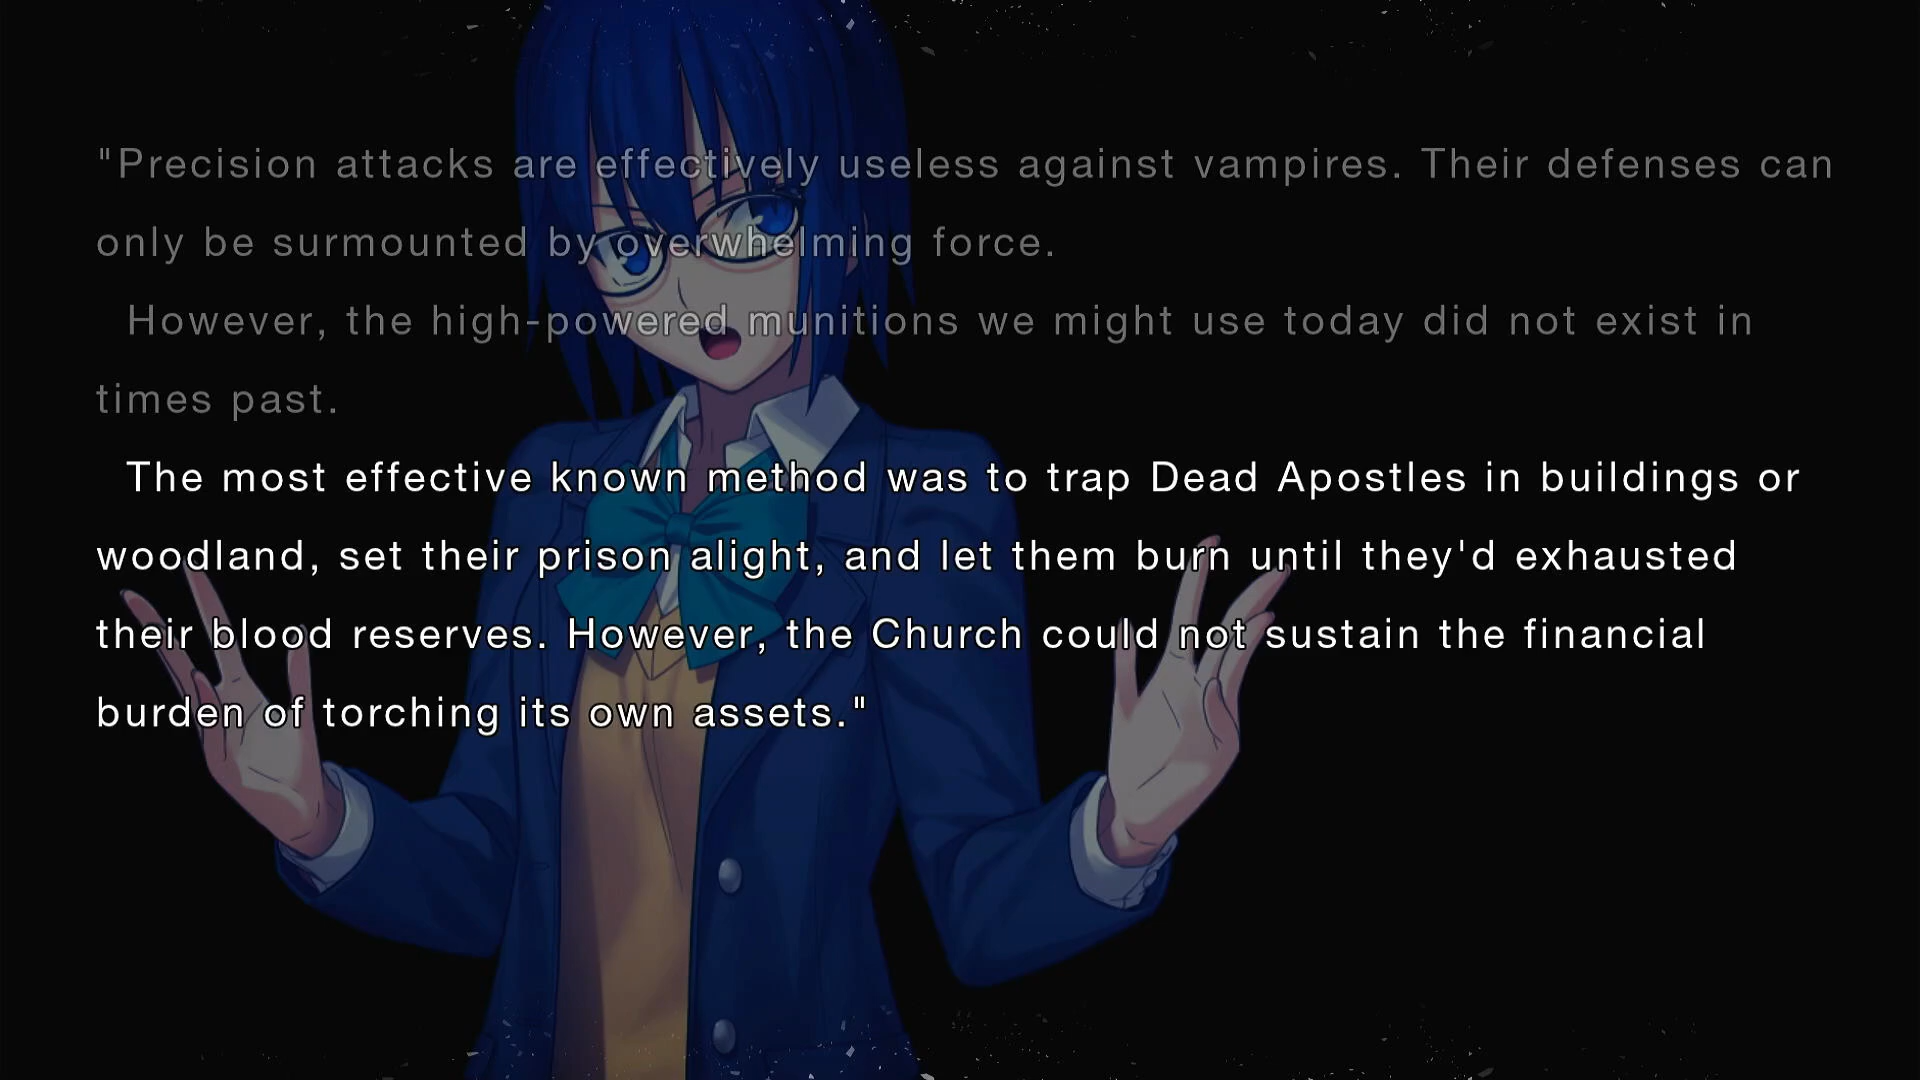 "Precision attacks are effectively useless against vampires. Their defenses can
only be surmounted by overwhelming force.
However, the high-powered munitions we might use today did not exist in
times past.
The most effective known method was to trap Dead Apostles in buildings or
woodland, set their prison alight, and let them burn until they'd exhausted
their blood reserves. However, the Church could not sustain the financial
burden of torching its own assets."